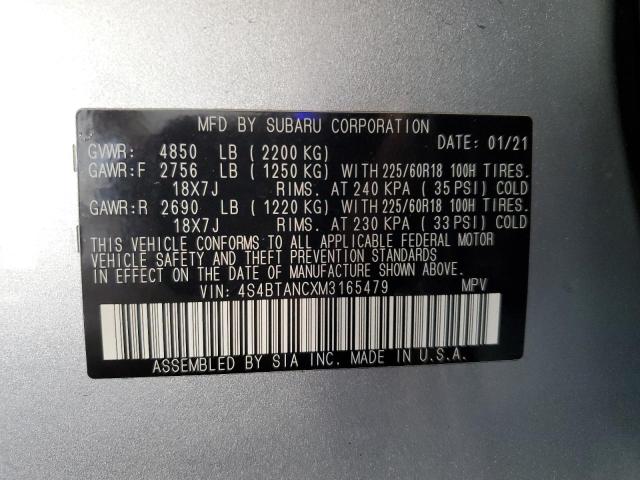 MFD BY SUBARU CORPORATION
DATE: 01/21
GVWR: 4850 LB (2200 KG)
GAWR:F 2756 LB (1250 KG) WITH 225/60R18 100H TIRES.
18X7J RIMS. AT 240 KPA (35 PSI) COLD
GAWR:R 2690 LB (1220 KG) WITH 225/60R18 100H TIRES.
18X7J RIMS. AT 230 KPA (33 PSI) COLD
THIS VEHICLE CONFORMS TO ALL APPLICABLE FEDERAL MOTOR
VEHICLE SAFETY AND THEFT PREVENTION STANDARDS
IN EFFECT ON THE DATE OF MANUFACTURE SHOWN ABOVE.
VIN: 4S4BTANCXM3165479 MPV
ASSEMBLED BY SIA INC. MADE IN U.S.A.